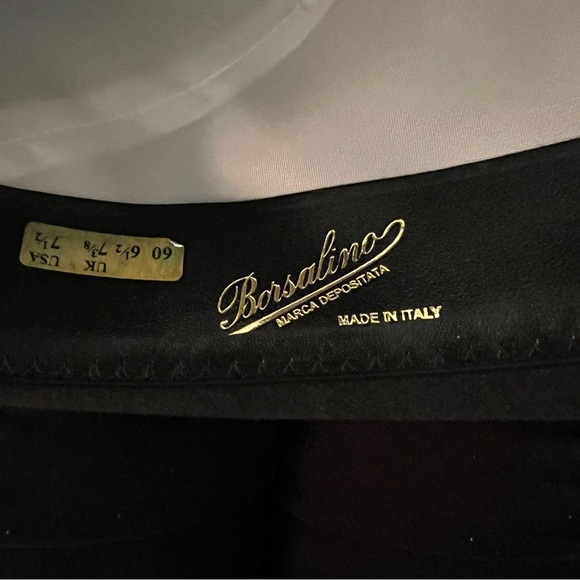 Borsalino
MARCA DEPOSITATA
MADE IN ITALY
60 6½ 7⅜ 7½
UK USA